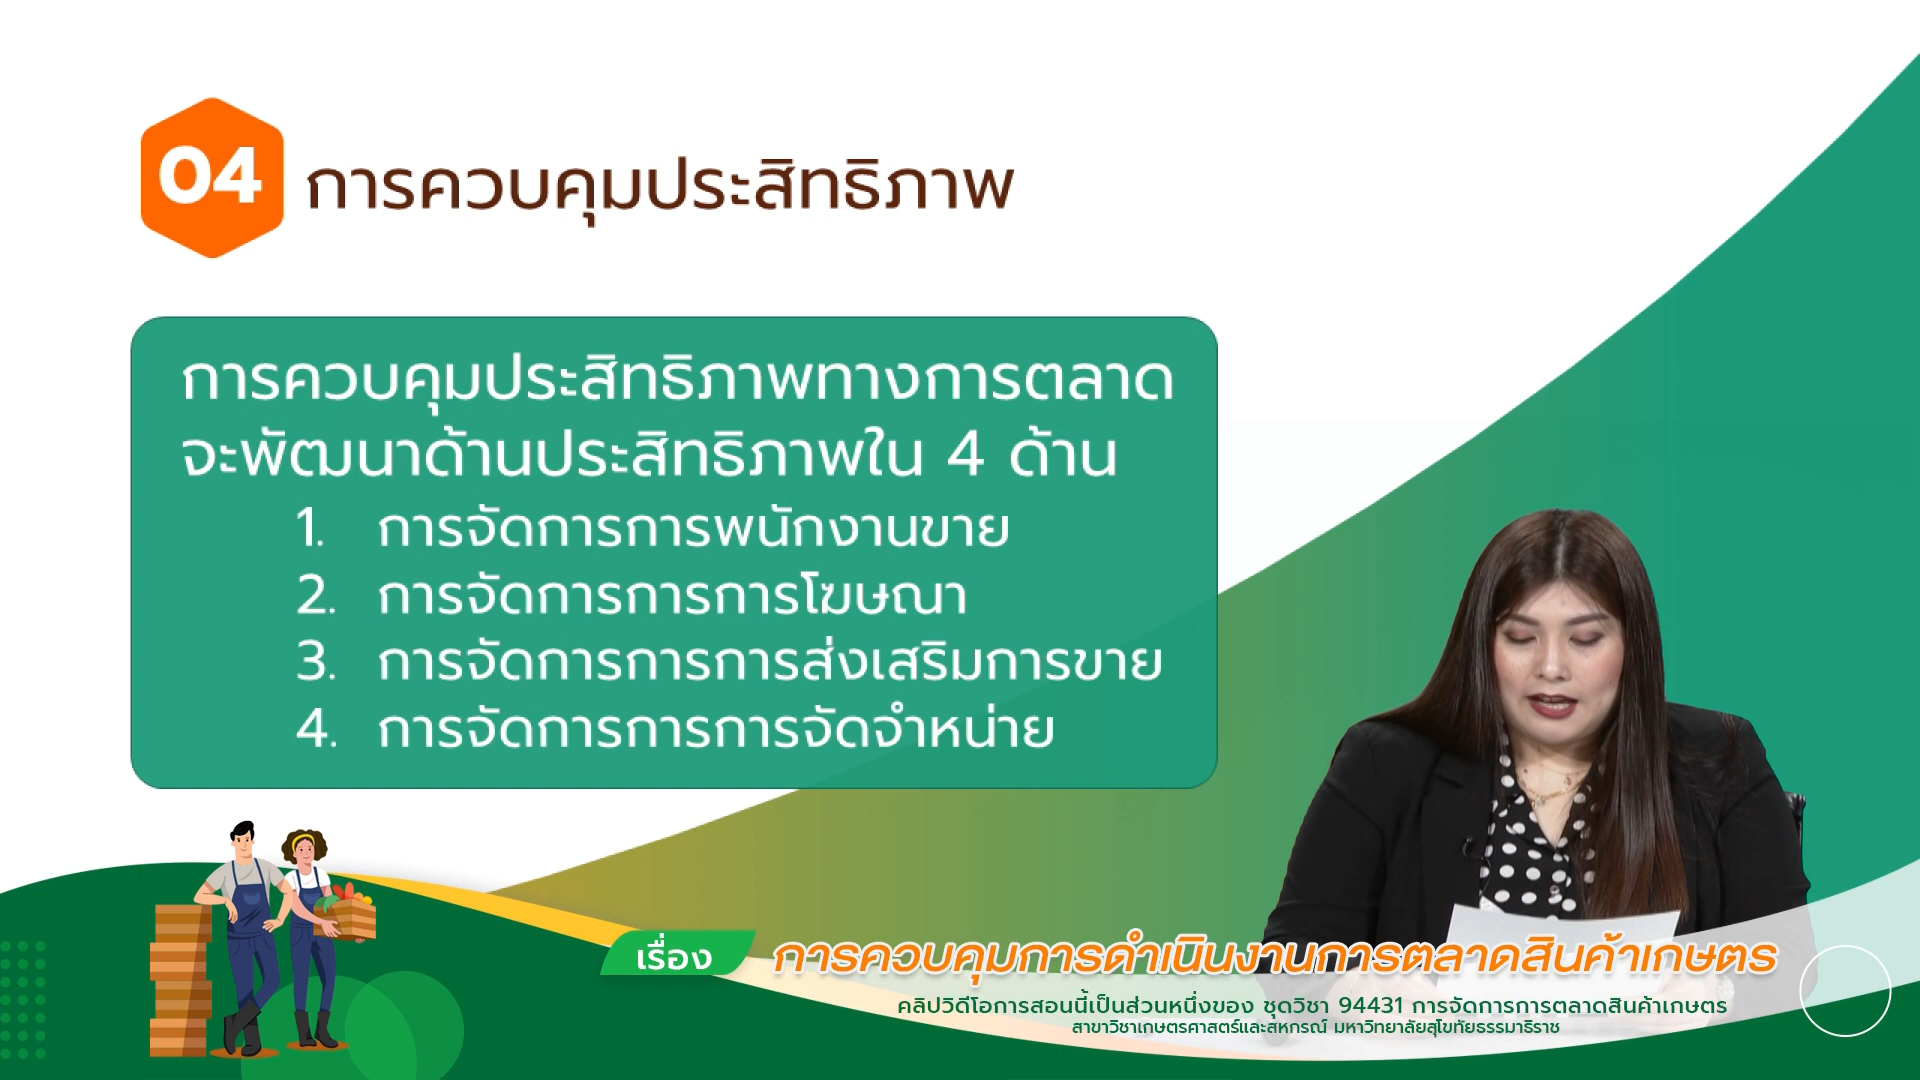 04
การควบคุมประสิทธิภาพ
การควบคุมประสิทธิภาพทางการตลาด
จะพัฒนาด้านประสิทธิภาพใน 4 ด้าน
1. การจัดการการพนักงานขาย
2. การจัดการการการโฆษณา
3. การจัดการการการส่งเสริมการขาย
4. การจัดการการการจัดจำหน่าย
เรื่อง การควบคุมการดำเนินงานการตลาดสินค้าเกษตร
คลิปวิดีโอการสอนนี้เป็นส่วนหนึ่งของ ชุดวิชา 94431 การจัดการการตลาดสินค้าเกษตร
สาขาวิชาเกษตรศาสตร์และสหกรณ์ มหาวิทยาลัยสุโขทัยธรรมาธิราช